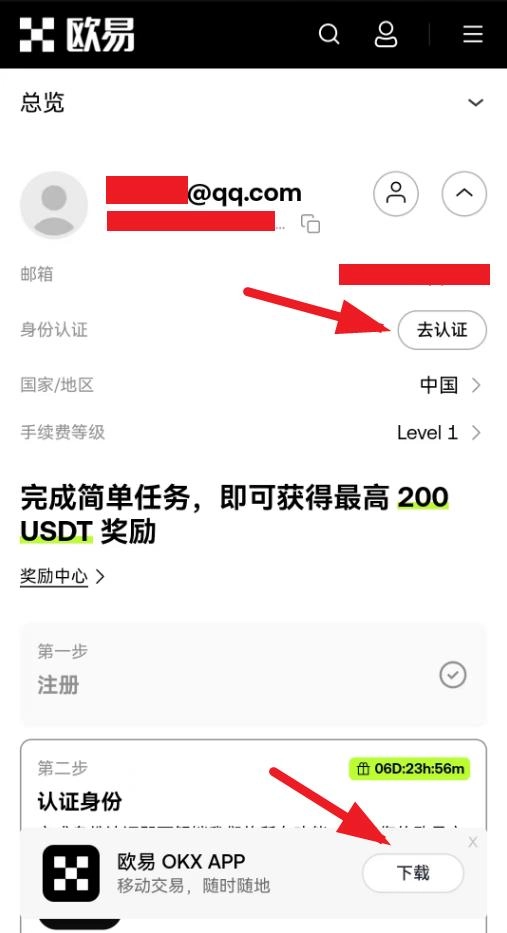 欧易
总览
@qq.com
...
邮箱
身份认证
去认证
国家/地区
中国
手续费等级
Level 1
完成简单任务，即可获得最高 200
USDT 奖励
奖励中心
第一步
注册
第二步
06D:23h:56m
认证身份
欧易 OKX APP
移动交易，随时随地
下载
X